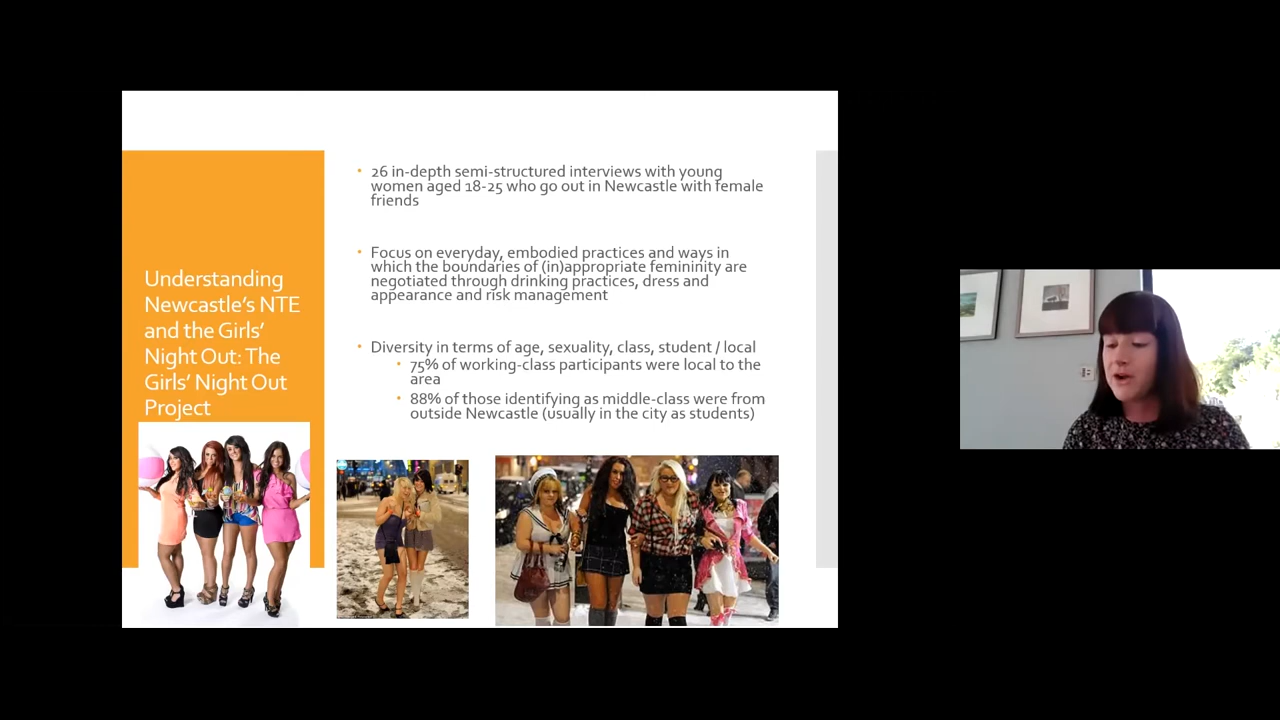 Understanding
Newcastle's NTE
and the Girls'
Night Out: The
Girls' Night Out
Project
• 26 in-depth semi-structured interviews with young
women aged 18-25 who go out in Newcastle with female
friends
• Focus on everyday, embodied practices and ways in
which the boundaries of (in)appropriate femininity are
negotiated through drinking practices, dress and
appearance and risk management
• Diversity in terms of age, sexuality, class, student / local
• 75% of working-class participants were local to the
area
• 88% of those identifying as middle-class were from
outside Newcastle (usually in the city as students)